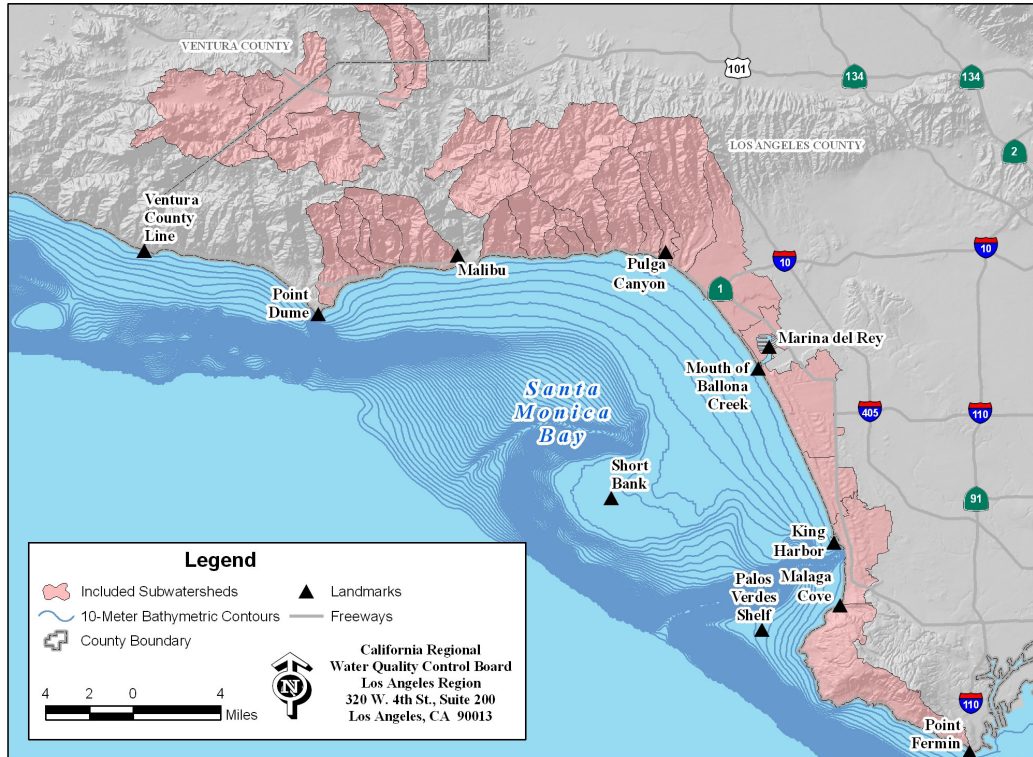 VENTURA COUNTY
101
134
134
LOS ANGELES COUNTY
2
Ventura
County
Line
Malibu
Pulga
Canyon
10
10
Point
Dume
1
Marina del Rey
Mouth of
Ballona
Creek
Santa
Monica
Bay
405
110
Short
Bank
91
King
Harbor
Palos
Verdes
Shelf
Malaga
Cove
110
Point
Fermin
Legend
Included Subwatersheds
Landmarks
10-Meter Bathymetric Contours
Freeways
County Boundary
N
California Regional
Water Quality Control Board
Los Angeles Region
320 W. 4th St., Suite 200
Los Angeles, CA 90013
4 2 0 4
Miles